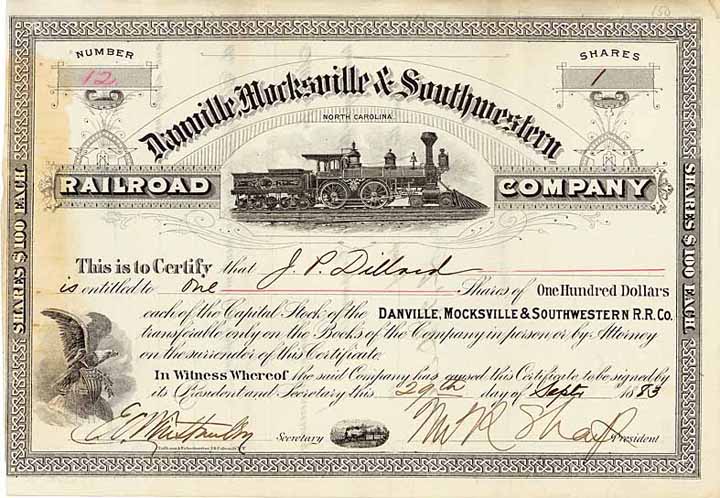 150
NUMBER
SHARES
12
1
Danville, Mocksville & Southwestern
NORTH CAROLINA.
RAILROAD COMPANY
SHARES $100 EACH
SHARES $100 EACH
This is to Certify that J. P. Dillard
is entitled to One Shares of One Hundred Dollars
each of the Capital Stock of the DANVILLE, MOCKSVILLE & SOUTHWESTERN R.R. Co.
transferable only on the Books of the Company in person or by Attorney
on the surrender of this Certificate.
In Witness Whereof the said Company has caused this Certificate to be signed by
its President and Secretary this 29th day of Sept 1883
Secretary
President